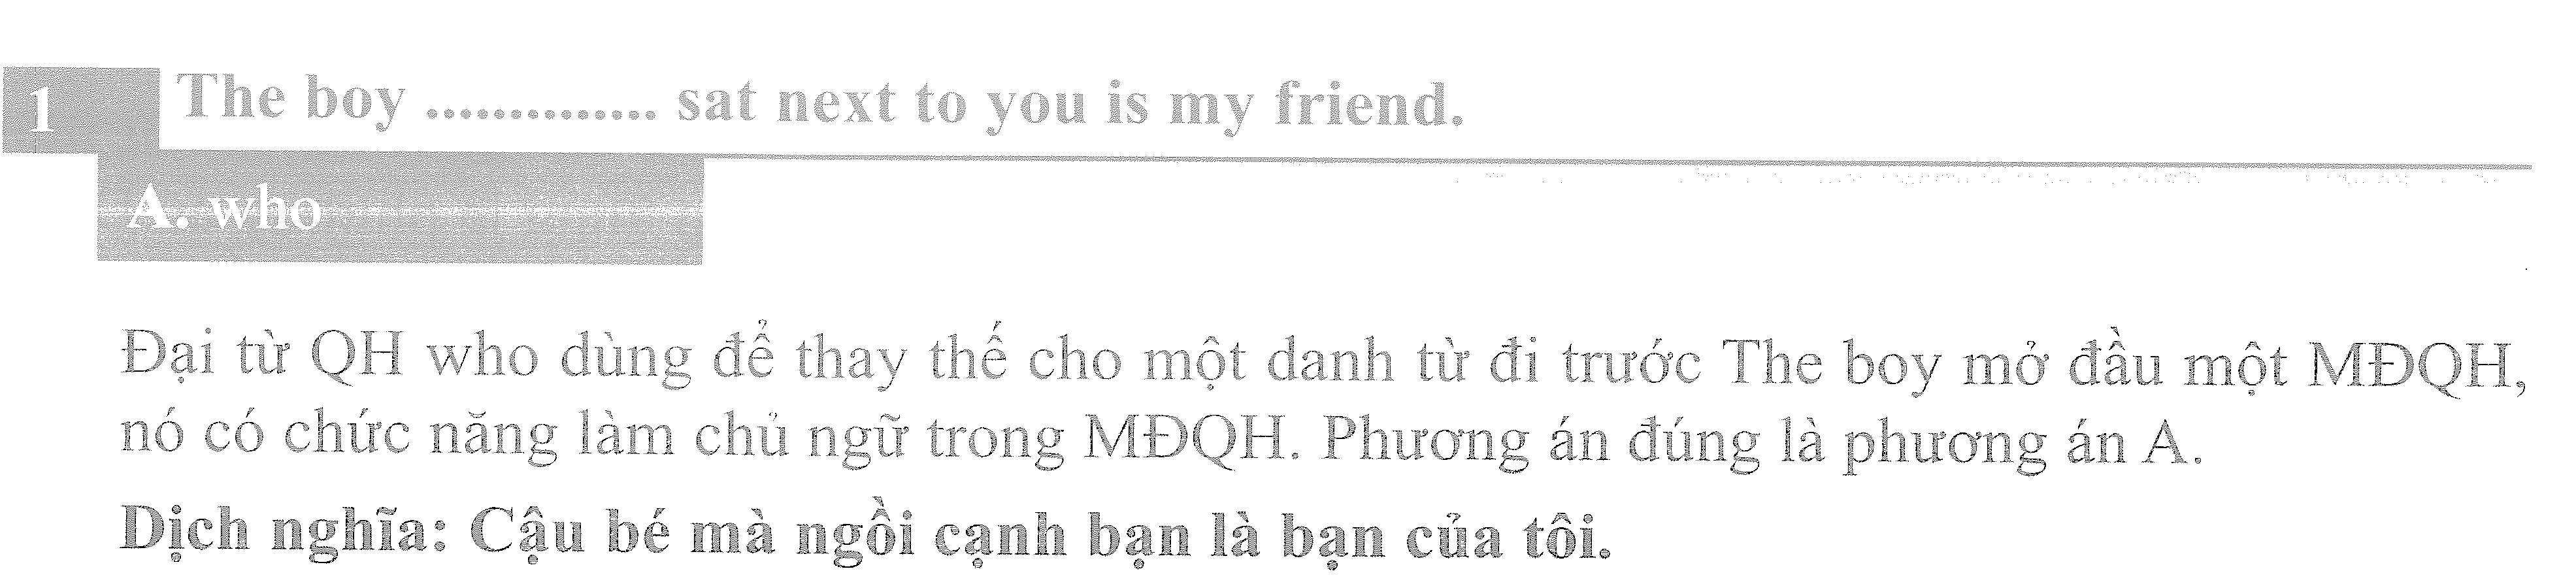 1 The boy ............. sat next to you is my friend.
A. who
Đại từ QH who dùng để thay thế cho một danh từ đi trước The boy mở đầu một MĐQH,
nó có chức năng làm chủ ngữ trong MĐQH. Phương án đúng là phương án A.
Dịch nghĩa: Cậu bé mà ngồi cạnh bạn là bạn của tôi.